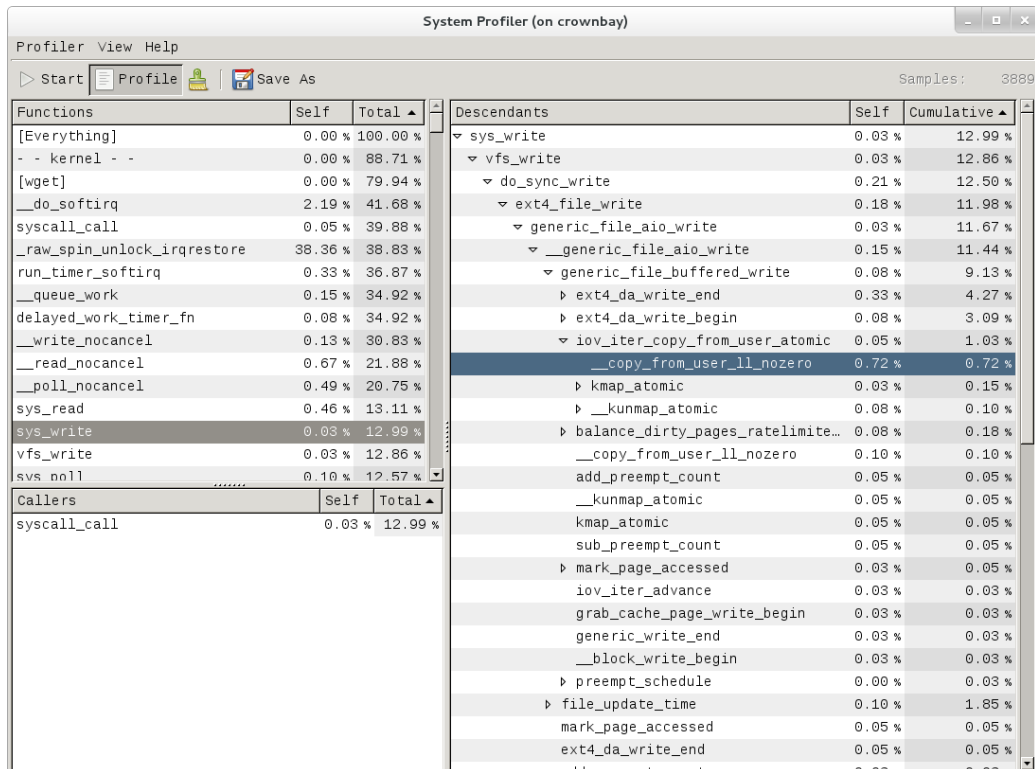 System Profiler (on crownbay)
Profiler View Help
Start Profile Save As Samples: 3889
Functions Self Total
[Everything] 0.00 % 100.00 %
- - kernel - - 0.00 % 88.71 %
[wget] 0.00 % 79.94 %
__do_softirq 2.19 % 41.68 %
syscall_call 0.05 % 39.88 %
_raw_spin_unlock_irqrestore 38.36 % 38.83 %
run_timer_softirq 0.33 % 36.87 %
__queue_work 0.15 % 34.92 %
delayed_work_timer_fn 0.08 % 34.92 %
__write_nocancel 0.13 % 30.83 %
__read_nocancel 0.67 % 21.88 %
__poll_nocancel 0.49 % 20.75 %
sys_read 0.46 % 13.11 %
sys_write 0.03 % 12.99 %
vfs_write 0.03 % 12.86 %
sys_poll 0.10 % 12.57 %
Callers Self Total
syscall_call 0.03 % 12.99 %
Descendants Self Cumulative
sys_write 0.03 % 12.99 %
vfs_write 0.03 % 12.86 %
do_sync_write 0.21 % 12.50 %
ext4_file_write 0.18 % 11.98 %
generic_file_aio_write 0.03 % 11.67 %
__generic_file_aio_write 0.15 % 11.44 %
generic_file_buffered_write 0.08 % 9.13 %
ext4_da_write_end 0.33 % 4.27 %
ext4_da_write_begin 0.08 % 3.09 %
iov_iter_copy_from_user_atomic 0.05 % 1.03 %
__copy_from_user_ll_nozero 0.72 % 0.72 %
kmap_atomic 0.03 % 0.15 %
__kunmap_atomic 0.08 % 0.10 %
balance_dirty_pages_ratelimite... 0.08 % 0.18 %
__copy_from_user_ll_nozero 0.10 % 0.10 %
add_preempt_count 0.05 % 0.05 %
__kunmap_atomic 0.05 % 0.05 %
kmap_atomic 0.05 % 0.05 %
sub_preempt_count 0.05 % 0.05 %
mark_page_accessed 0.05 % 0.05 %
iov_iter_advance 0.03 % 0.03 %
grab_cache_page_write_begin 0.03 % 0.03 %
generic_write_end 0.03 % 0.03 %
__block_write_begin 0.03 % 0.03 %
preempt_schedule 0.00 % 0.03 %
file_update_time 0.10 % 1.85 %
mark_page_accessed 0.05 % 0.05 %
ext4_da_write_end 0.05 % 0.05 %